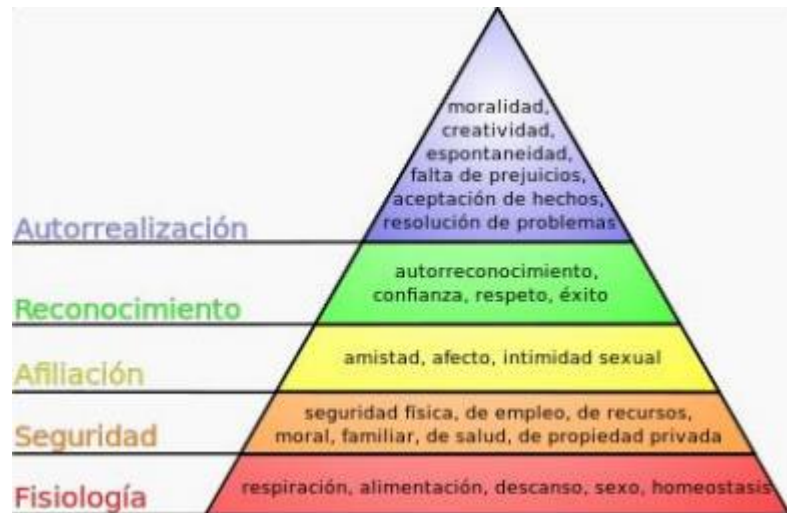 moralidad,
creatividad,
espontaneidad,
falta de prejuicios,
aceptación de hechos,
resolución de problemas
Autorrealización
autorreconocimiento,
confianza, respeto, éxito
Reconocimiento
amistad, afecto, intimidad sexual
Afiliación
seguridad física, de empleo, de recursos,
moral, familiar, de salud, de propiedad privada
Seguridad
respiración, alimentación, descanso, sexo, homeostasis
Fisiología